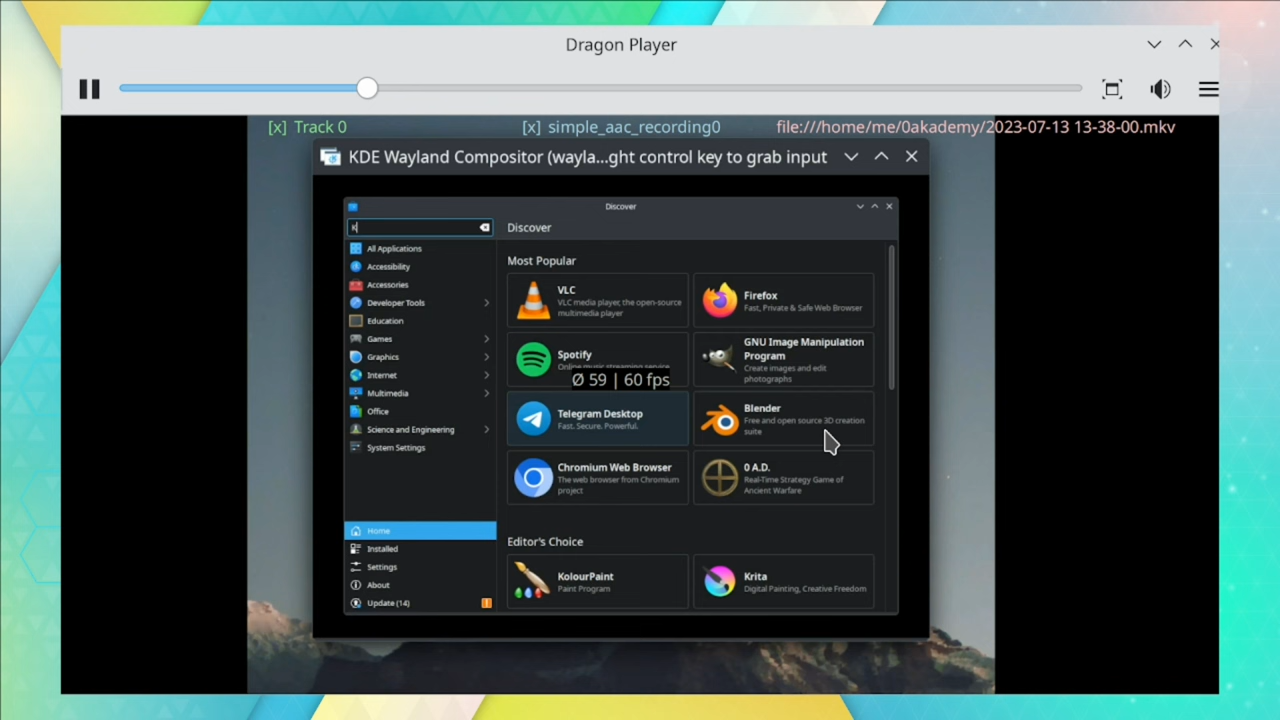 Dragon Player
[x] Track 0
[x] simple_aac_recording0
file:///home/me/0akademy/2023-07-13 13-38-00.mkv
KDE Wayland Compositor (wayla...ght control key to grab input
Discover
Discover
All Applications
Accessibility
Accessories
Developer Tools
Education
Games
Graphics
Internet
Multimedia
Office
Science and Engineering
System Settings
Home
Installed
Settings
About
Update (14)
Most Popular
VLC
VLC media player, the open-source
multimedia player
Firefox
Fast, Private & Safe Web Browser
Spotify
Online music streaming service
GNU Image Manipulation
Program
Create images and edit
photographs
Ø 59 | 60 fps
Telegram Desktop
Fast. Secure. Powerful.
Blender
Free and open source 3D creation
suite
Chromium Web Browser
The web browser from Chromium
project
0 A.D.
Real-Time Strategy Game of
Ancient Warfare
Editor's Choice
KolourPaint
Paint Program
Krita
Digital Painting, Creative Freedom